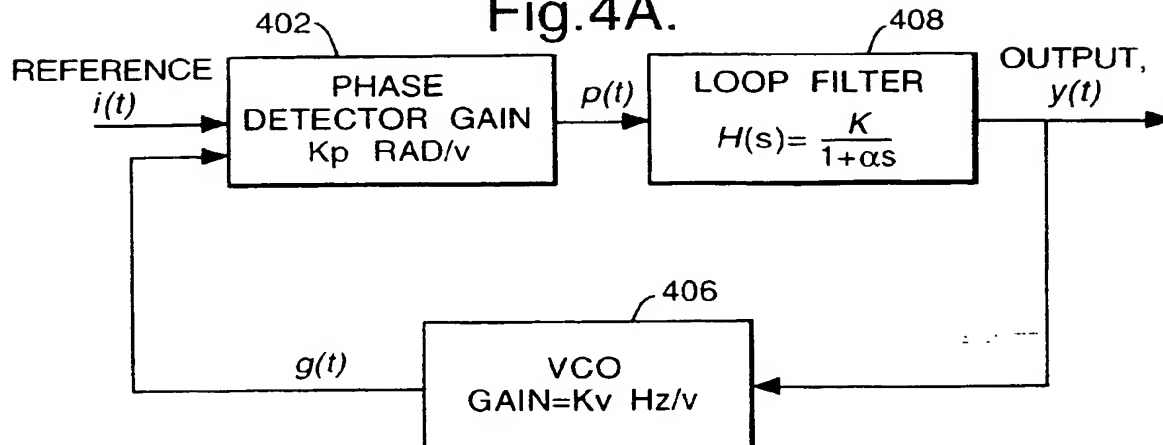 Fig.4A.
402
408
REFERENCE
i(t)
PHASE
DETECTOR GAIN
Kp RAD/v
p(t)
LOOP FILTER
H(s)= K / 1+αs
OUTPUT,
y(t)
406
g(t)
VCO
GAIN=Kv Hz/v